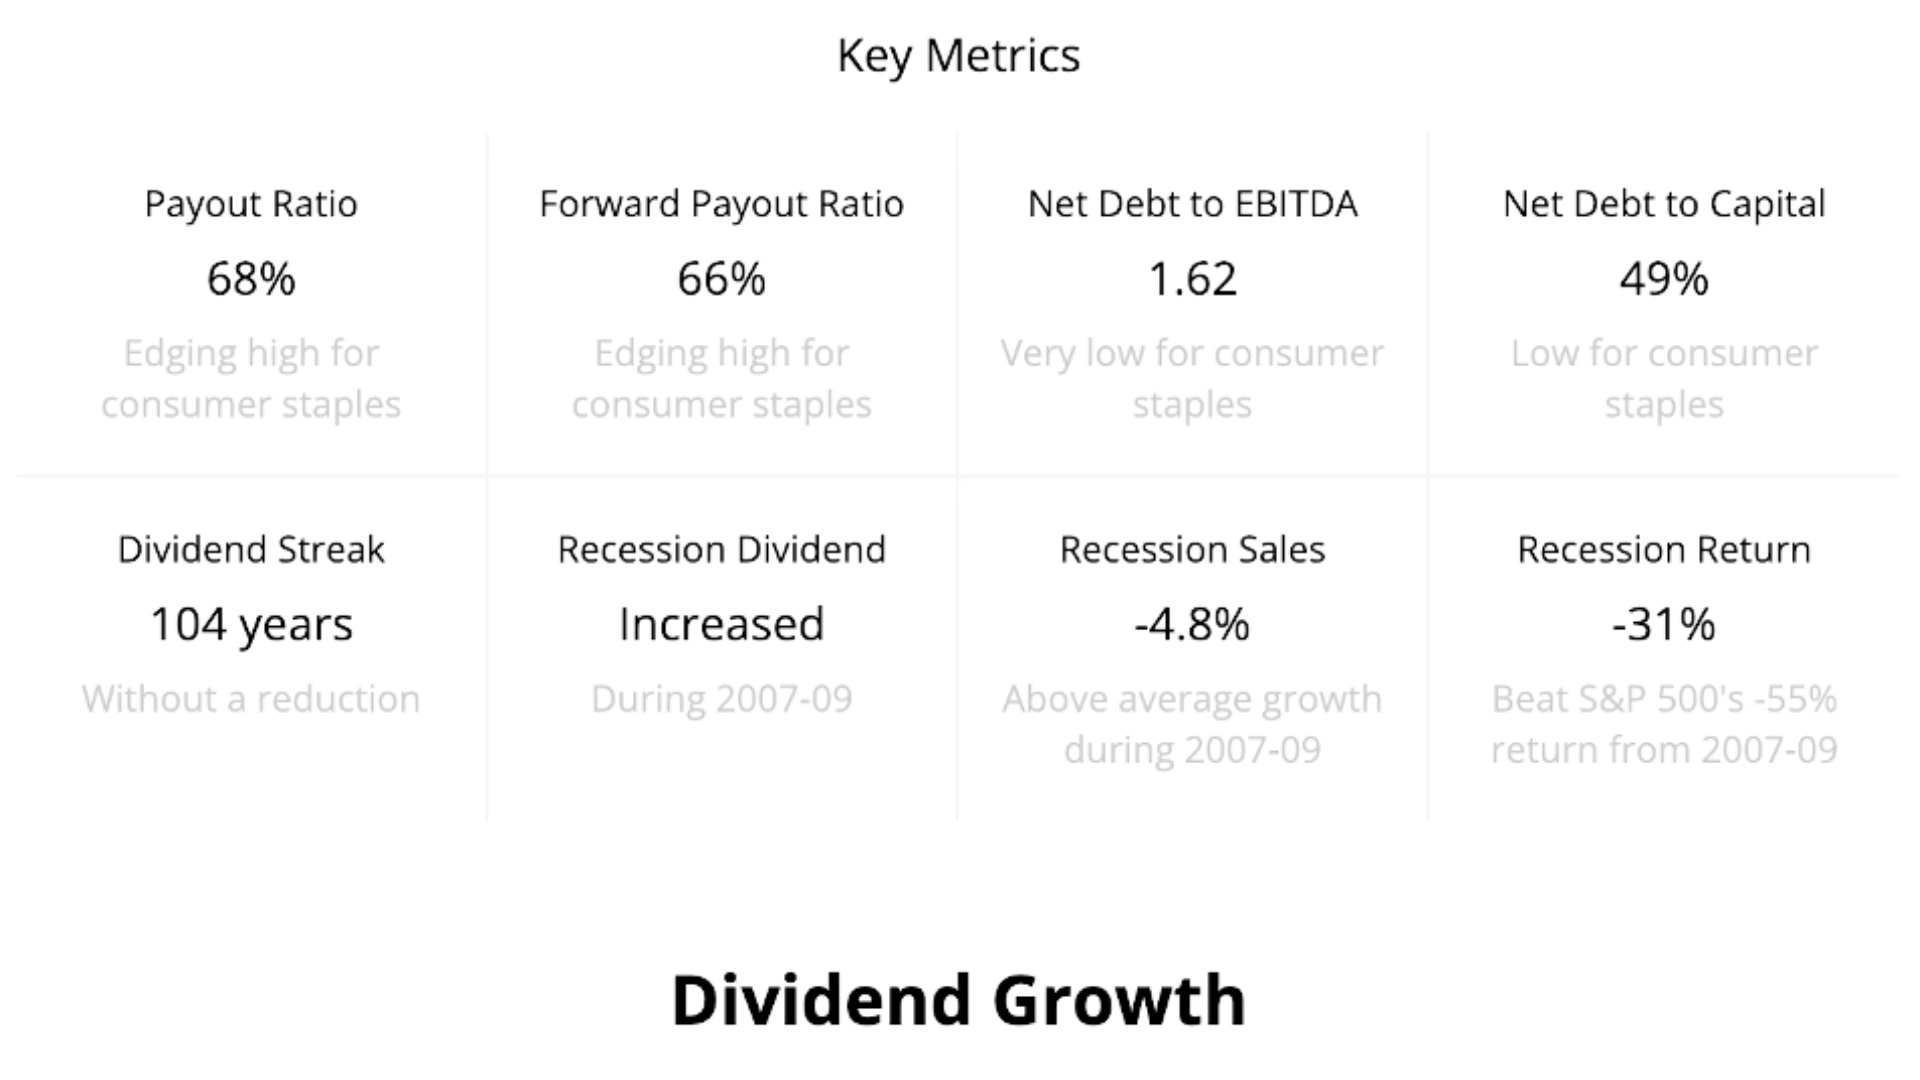 Key Metrics
Payout Ratio
68%
Edging high for
consumer staples
Forward Payout Ratio
66%
Edging high for
consumer staples
Net Debt to EBITDA
1.62
Very low for consumer
staples
Net Debt to Capital
49%
Low for consumer
staples
Dividend Streak
104 years
Without a reduction
Recession Dividend
Increased
During 2007-09
Recession Sales
-4.8%
Above average growth
during 2007-09
Recession Return
-31%
Beat S&P 500's -55%
return from 2007-09
Dividend Growth